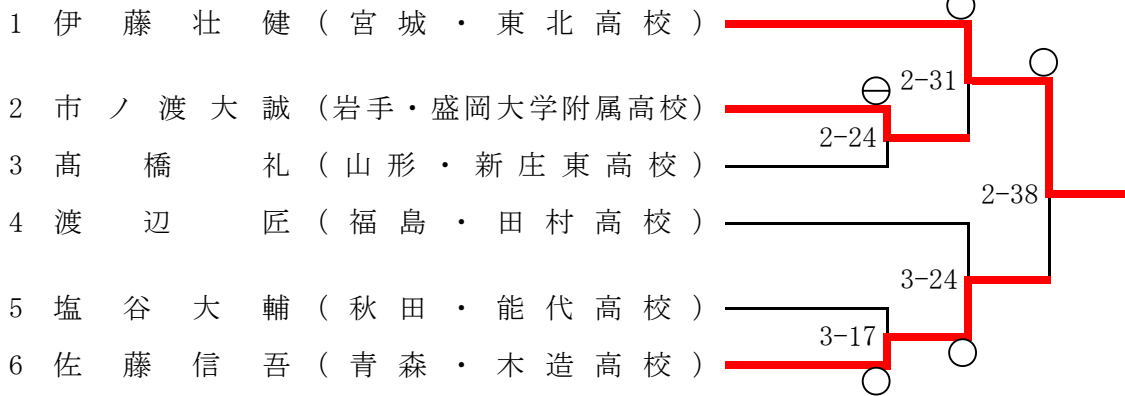 1 伊藤壮健(宮城・東北高校)
2-31
2 市ノ渡大誠(岩手・盛岡大学附属高校)
2-24
3 髙橋礼(山形・新庄東高校)
2-38
4 渡辺匠(福島・田村高校)
3-24
5 塩谷大輔(秋田・能代高校)
3-17
6 佐藤信吾(青森・木造高校)